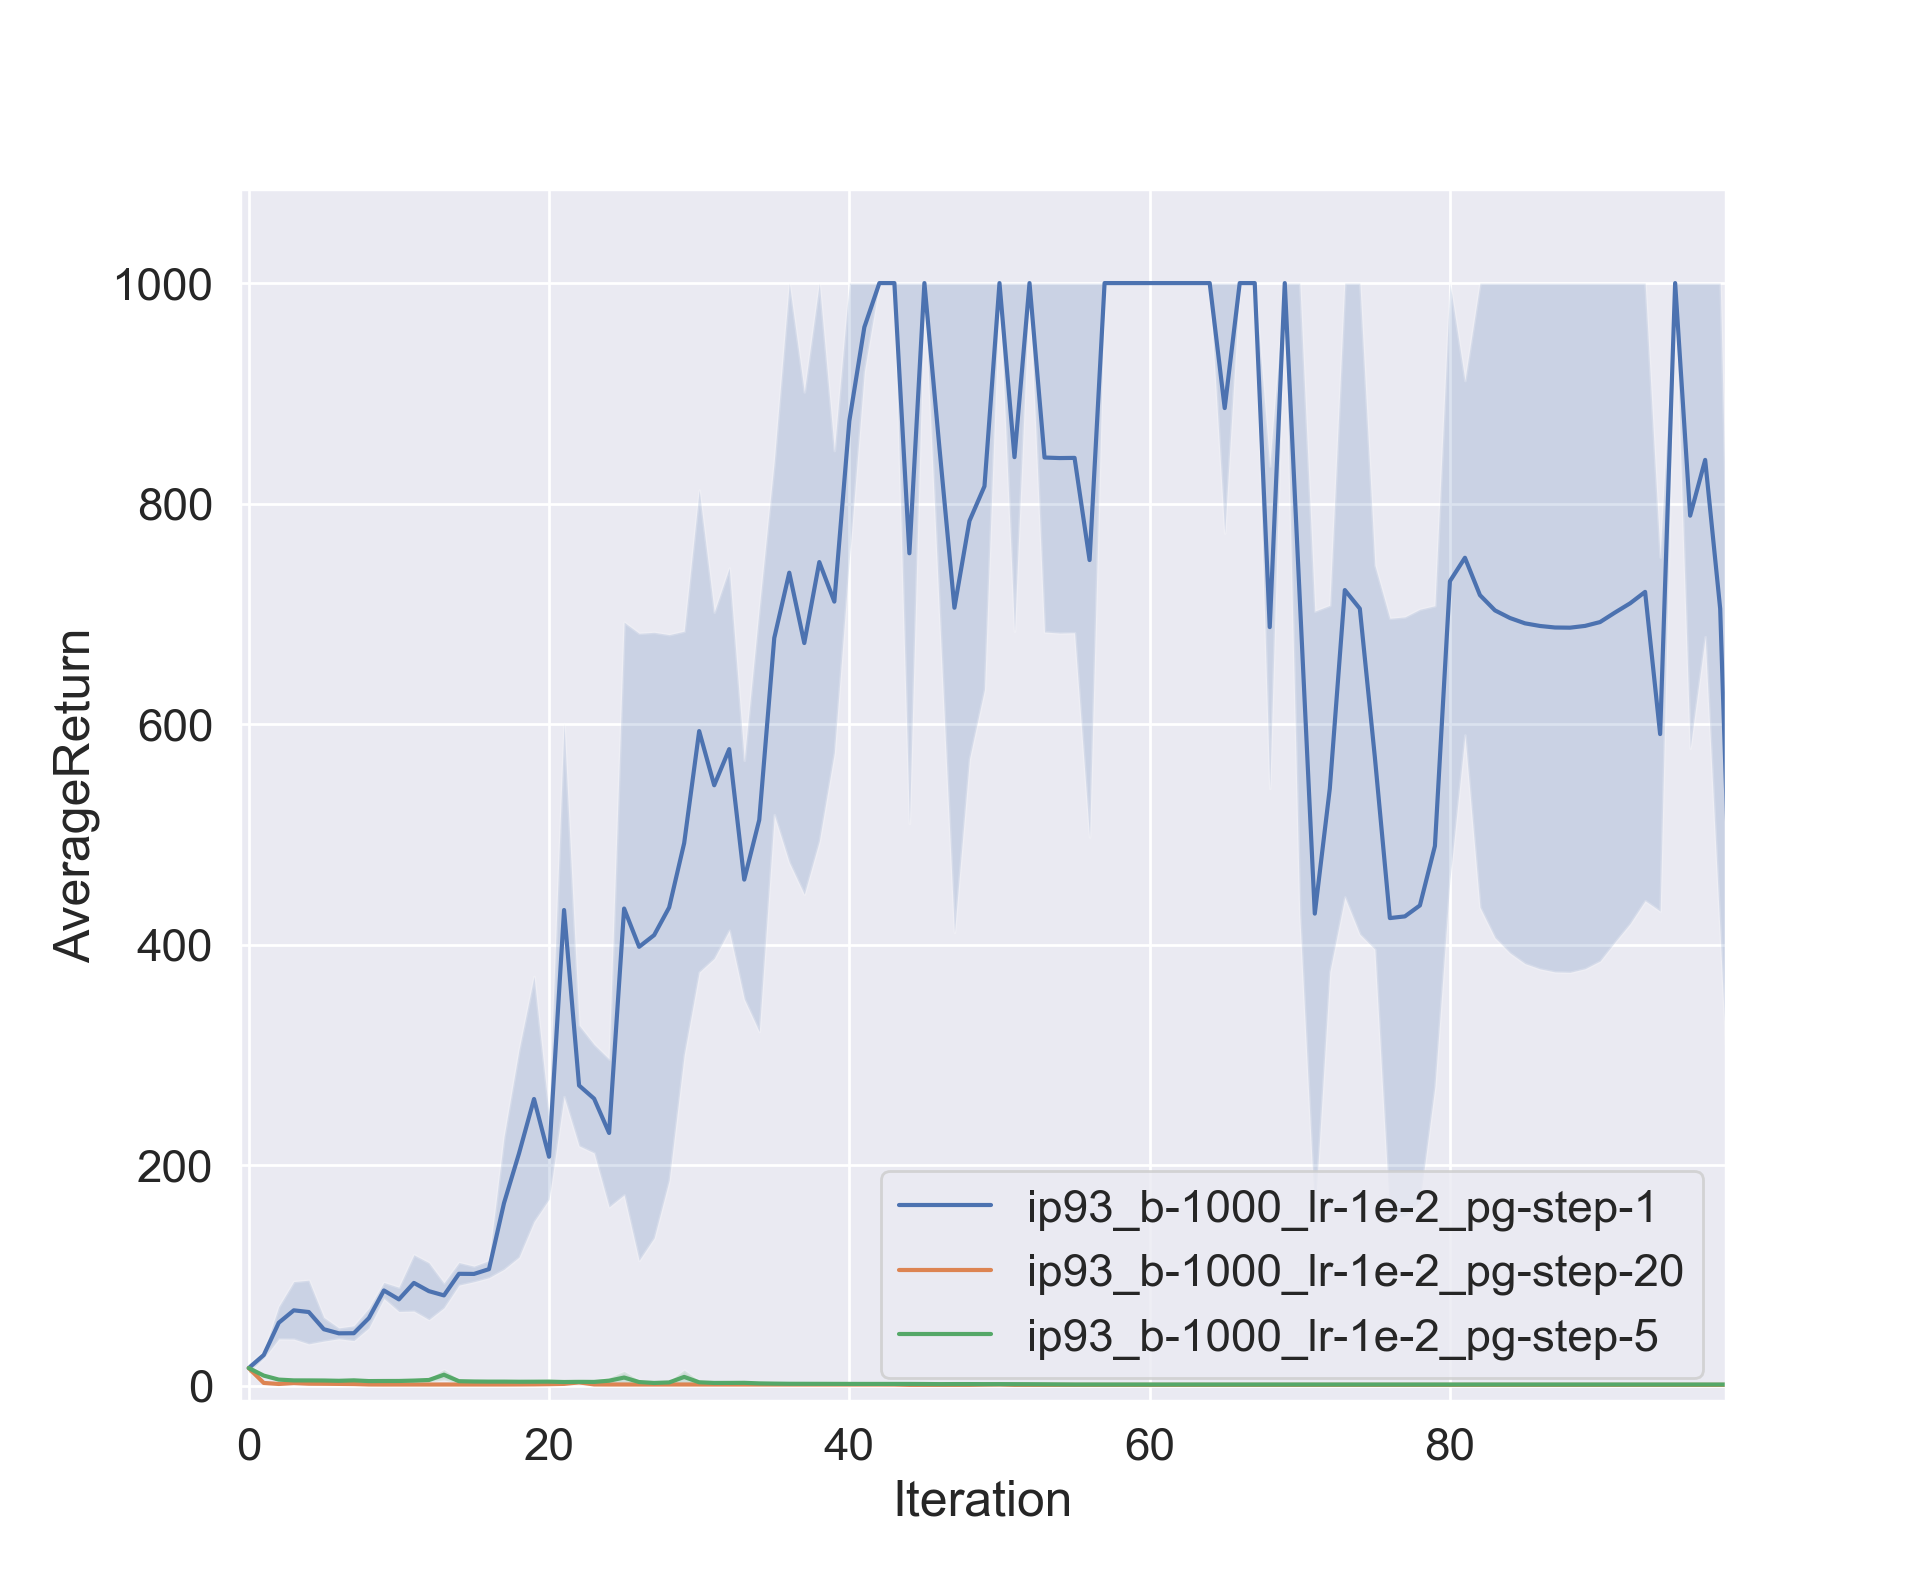 1000
800
600
400
200
0
AverageReturn
ip93_b-1000_lr-1e-2_pg-step-1
ip93_b-1000_lr-1e-2_pg-step-20
ip93_b-1000_lr-1e-2_pg-step-5
0 20 40 60 80
Iteration